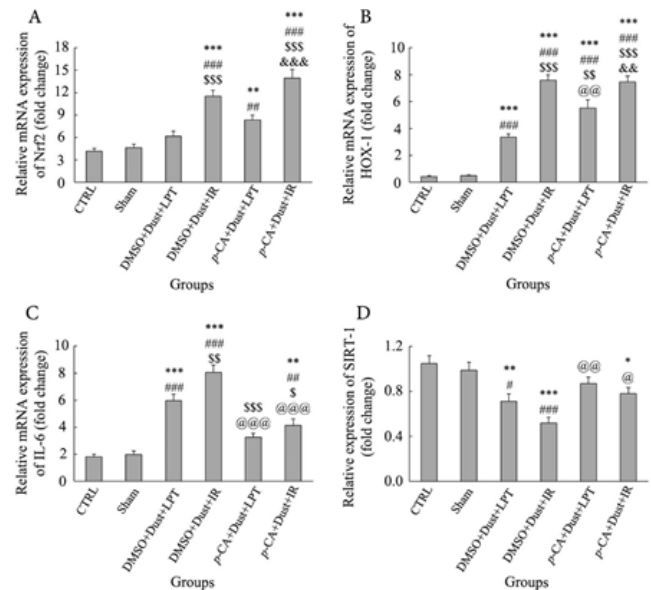 A
Relative mRNA expression
of Nrf2 (fold change)
18
15
12
9
6
3
0
***
###
$$$
**
##
***
###
$$$
&&&
CTRL
Sham
DMSO+Dust+LPT
DMSO+Dust+IR
p-CA+Dust+LPT
p-CA+Dust+IR
Groups
B
Relative mRNA expression of
HOX-1 (fold change)
10
8
6
4
2
0
***
###
***
###
$$$
***
###
$$
@@
***
###
$$$
&&
CTRL
Sham
DMSO+Dust+LPT
DMSO+Dust+IR
p-CA+Dust+LPT
p-CA+Dust+IR
Groups
C
Relative mRNA expression
of IL-6 (fold change)
10
8
6
4
2
0
***
###
***
###
$$
$$$
@@@
**
##
$
@@@
CTRL
Sham
DMSO+Dust+LPT
DMSO+Dust+IR
p-CA+Dust+LPT
p-CA+Dust+IR
Groups
D
Relative expression of SIRT-1
(fold change)
1.2
0.8
0.4
0.0
**
#
***
###
@@
*
@
CTRL
Sham
DMSO+Dust+LPT
DMSO+Dust+IR
p-CA+Dust+LPT
p-CA+Dust+IR
Groups